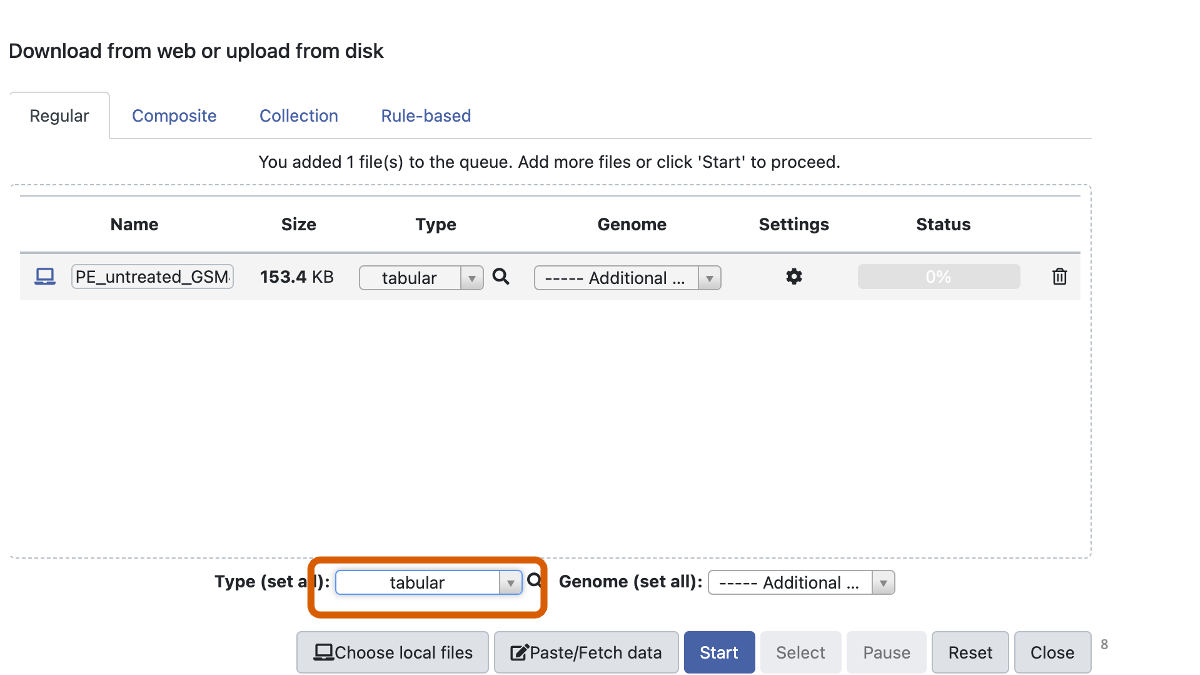 Download from web or upload from disk
Regular Composite Collection Rule-based
You added 1 file(s) to the queue. Add more files or click 'Start' to proceed.
Name Size Type Genome Settings Status
PE_untreated_GSM 153.4 KB tabular ----- Additional ... 0%
Type (set all): tabular Genome (set all): ----- Additional ...
Choose local files Paste/Fetch data Start Select Pause Reset Close 8